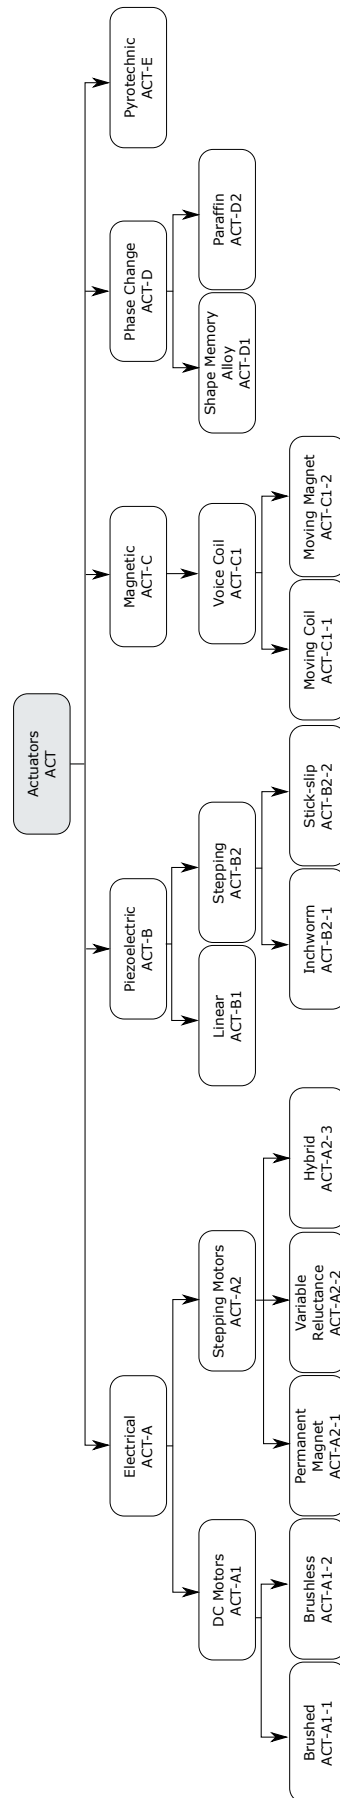 Actuators
ACT
Electrical
ACT-A
Piezoelectric
ACT-B
Magnetic
ACT-C
Phase Change
ACT-D
Pyrotechnic
ACT-E
DC Motors
ACT-A1
Stepping Motors
ACT-A2
Linear
ACT-B1
Stepping
ACT-B2
Voice Coil
ACT-C1
Shape Memory
Alloy
ACT-D1
Paraffin
ACT-D2
Brushed
ACT-A1-1
Brushless
ACT-A1-2
Permanent
Magnet
ACT-A2-1
Variable
Reluctance
ACT-A2-2
Hybrid
ACT-A2-3
Inchworm
ACT-B2-1
Stick-slip
ACT-B2-2
Moving Coil
ACT-C1-1
Moving Magnet
ACT-C1-2